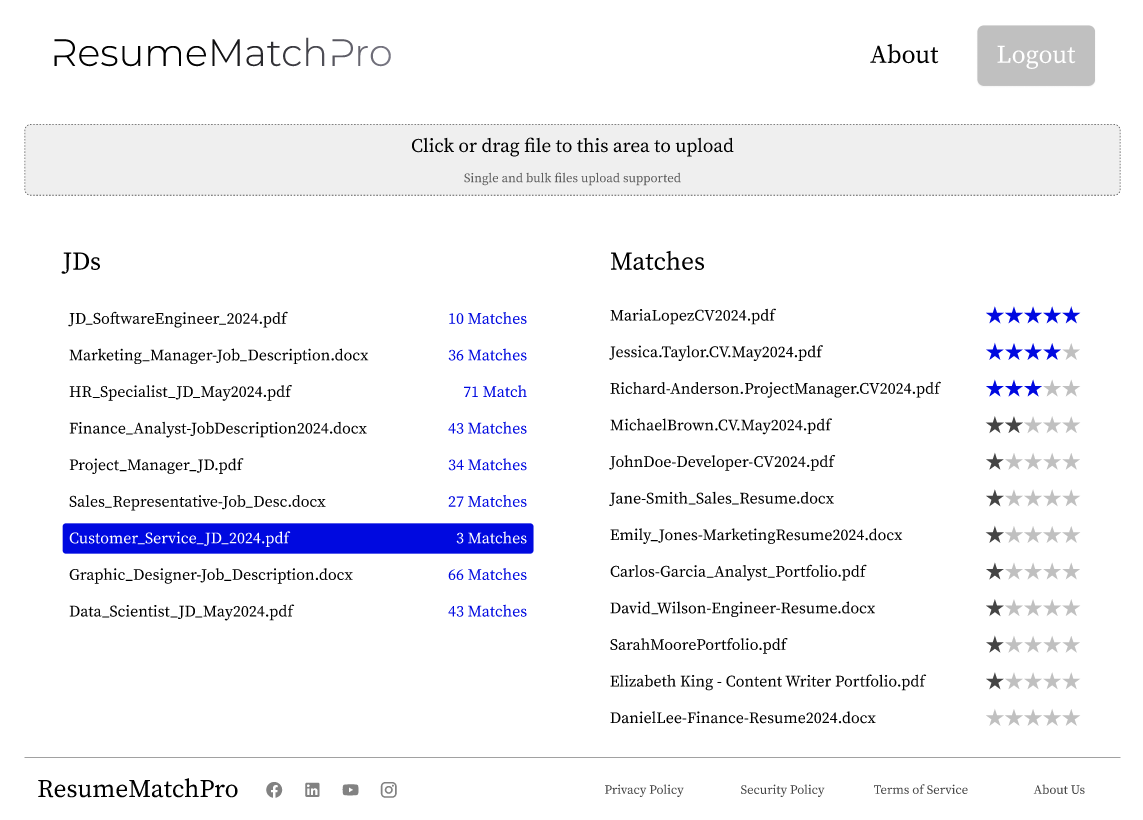 ResumeMatchPro
About
Logout
Click or drag file to this area to upload
Single and bulk files upload supported
JDs
JD_SoftwareEngineer_2024.pdf 10 Matches
Marketing_Manager-Job_Description.docx 36 Matches
HR_Specialist_JD_May2024.pdf 71 Match
Finance_Analyst-JobDescription2024.docx 43 Matches
Project_Manager_JD.pdf 34 Matches
Sales_Representative-Job_Desc.docx 27 Matches
Customer_Service_JD_2024.pdf 3 Matches
Graphic_Designer-Job_Description.docx 66 Matches
Data_Scientist_JD_May2024.pdf 43 Matches
Matches
MariaLopezCV2024.pdf
Jessica.Taylor.CV.May2024.pdf
Richard-Anderson.ProjectManager.CV2024.pdf
MichaelBrown.CV.May2024.pdf
JohnDoe-Developer-CV2024.pdf
Jane-Smith_Sales_Resume.docx
Emily_Jones-MarketingResume2024.docx
Carlos-Garcia_Analyst_Portfolio.pdf
David_Wilson-Engineer-Resume.docx
SarahMoorePortfolio.pdf
Elizabeth King - Content Writer Portfolio.pdf
DanielLee-Finance-Resume2024.docx
ResumeMatchPro
Privacy Policy
Security Policy
Terms of Service
About Us